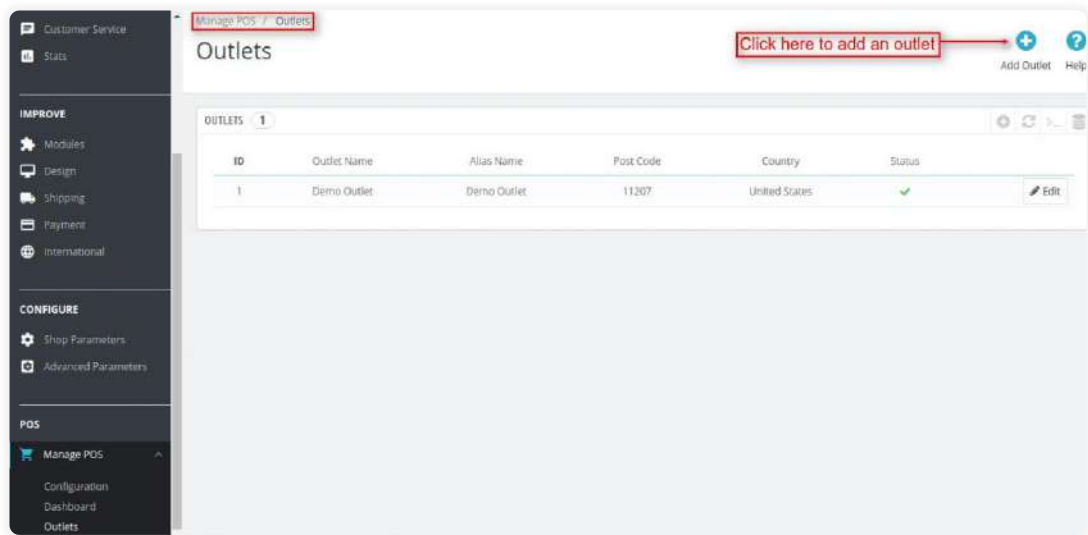 Customer Service
Stats
IMPROVE
Modules
Design
Shipping
Payment
International
CONFIGURE
Shop Parameters
Advanced Parameters
POS
Manage POS
Configuration
Dashboard
Outlets
Manage POS / Outlets
Outlets
Click here to add an outlet
Add Outlet Help
OUTLETS 1
ID Outlet Name Alias Name Post Code Country Status
1 Demo Outlet Demo Outlet 11207 United States Edit